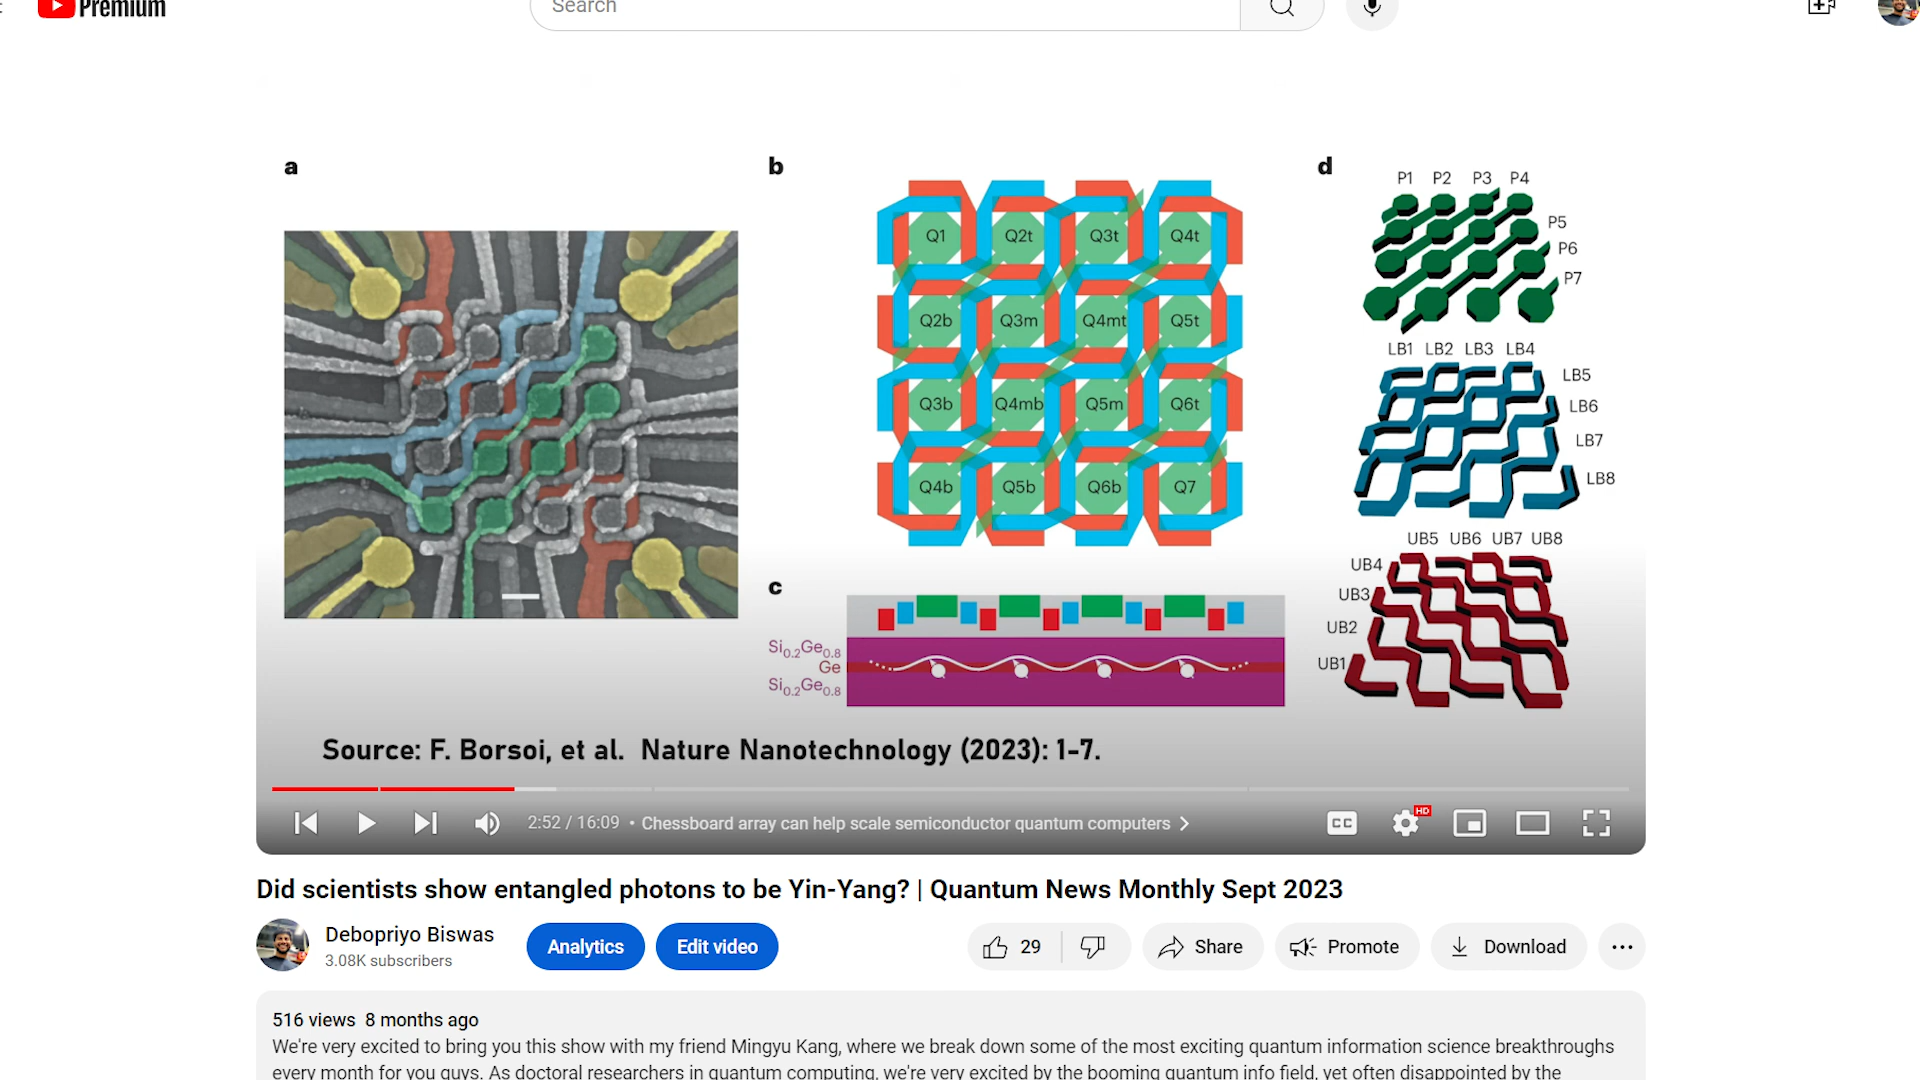 Premium
Search
a
b
d
P1 P2 P3 P4
P5
P6
P7
Q1 Q2t Q3t Q4t
Q2b Q3m Q4mt Q5t
Q3b Q4mb Q5m Q6t
Q4b Q5b Q6b Q7
LB1 LB2 LB3 LB4
LB5
LB6
LB7
LB8
UB5 UB6 UB7 UB8
UB4
UB3
UB2
UB1
c
Si0.2Ge0.8
Ge
Si0.2Ge0.8
Source: F. Borsoi, et al. Nature Nanotechnology (2023): 1-7.
2:52 / 16:09 • Chessboard array can help scale semiconductor quantum computers
CC
HD
Did scientists show entangled photons to be Yin-Yang? | Quantum News Monthly Sept 2023
Debopriyo Biswas
3.08K subscribers
Analytics
Edit video
29
Share
Promote
Download
516 views 8 months ago
We're very excited to bring you this show with my friend Mingyu Kang, where we break down some of the most exciting quantum information science breakthroughs
every month for you guys. As doctoral researchers in quantum computing, we're very excited by the booming quantum info field, yet often disappointed by the